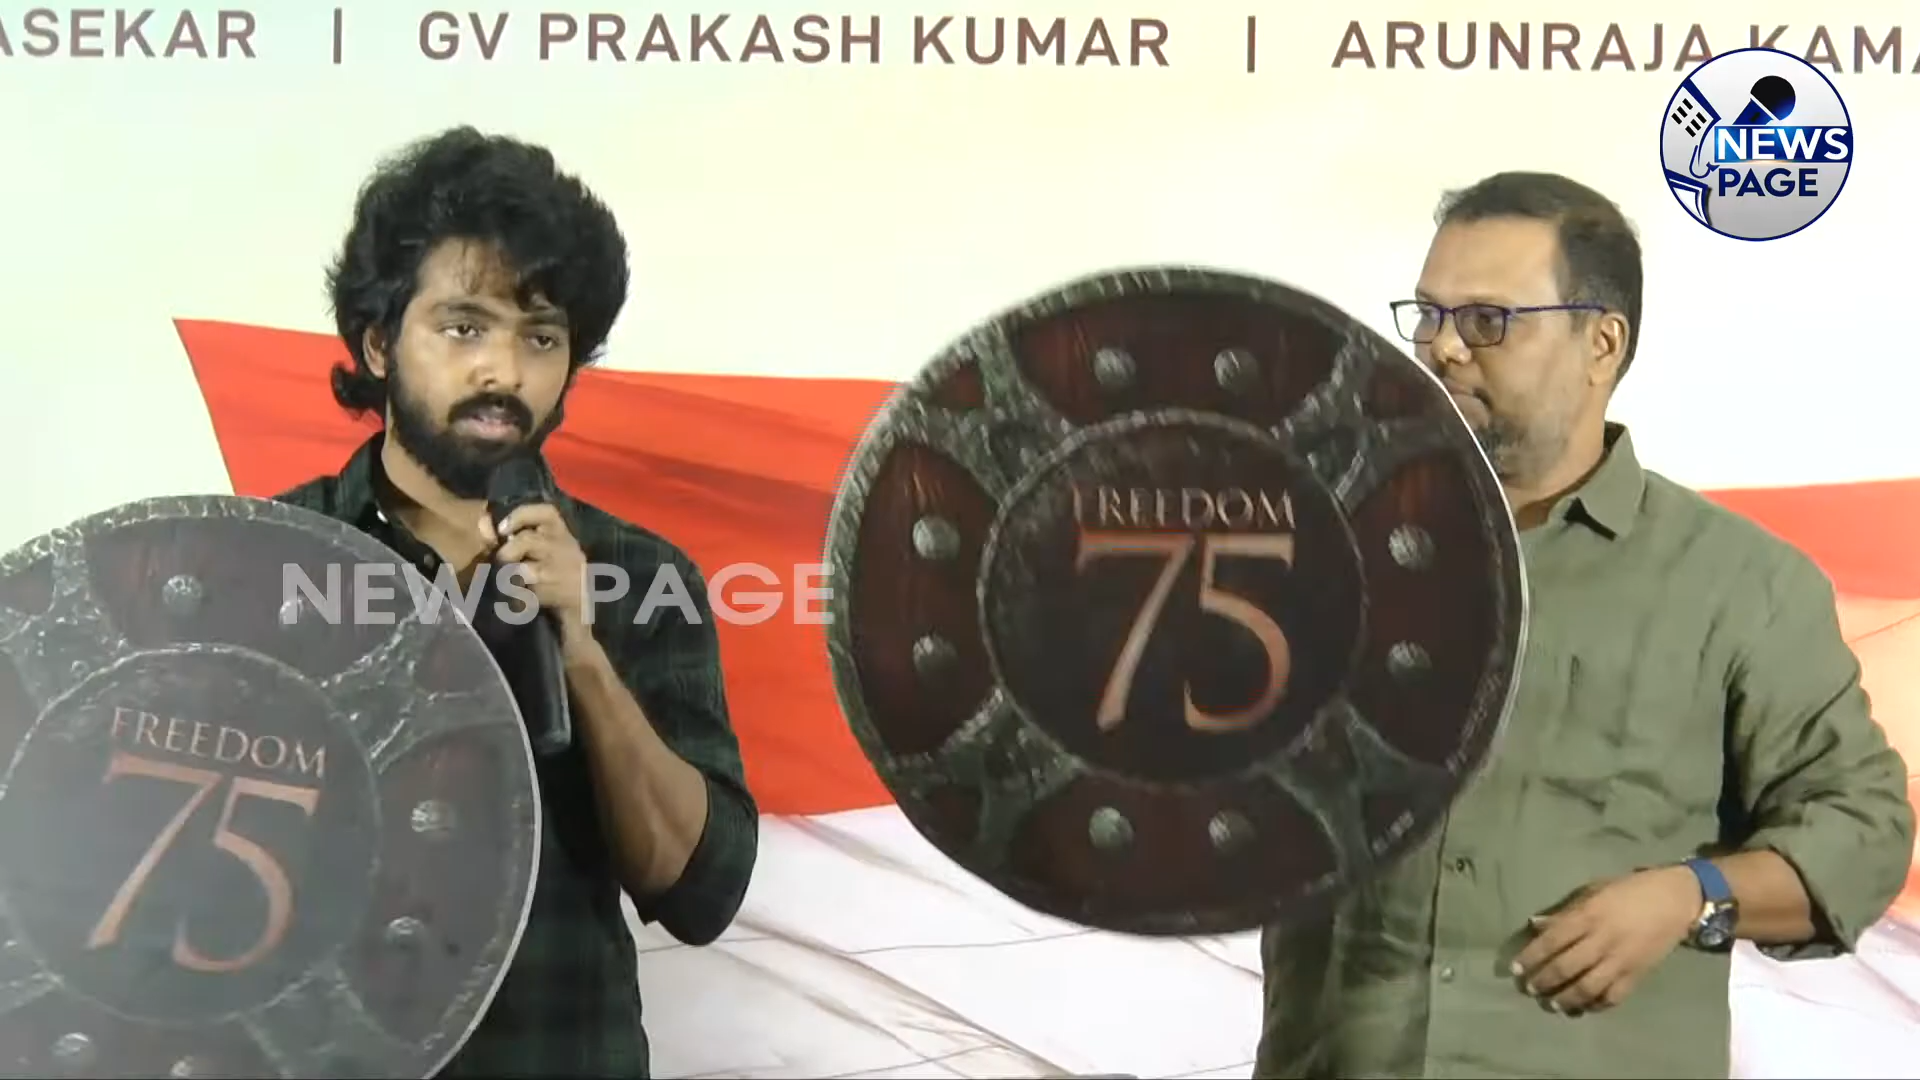 ASEKAR | GV PRAKASH KUMAR | ARUNRAJA KAMA
NEWS
PAGE
FREEDOM
75
NEWS PAGE
FREEDOM
75